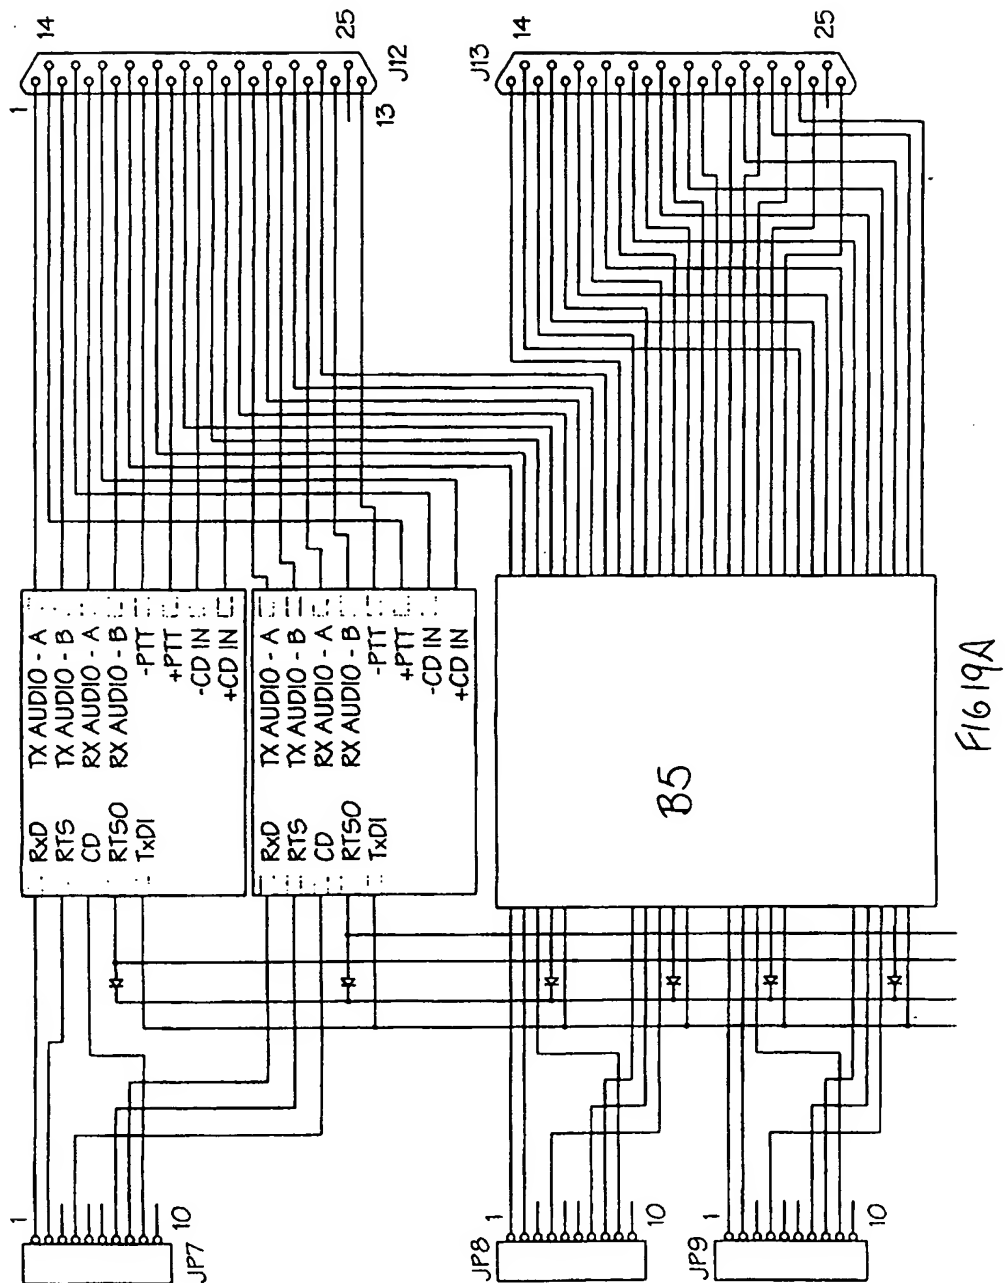 14
25
1
13
J12
14
25
J13
TX AUDIO - A
TX AUDIO - B
RX AUDIO - A
RX AUDIO - B
-PTT
+PTT
-CD IN
+CD IN
RxD
RTS
CD
RTSO
TxDI
TX AUDIO - A
TX AUDIO - B
RX AUDIO - A
RX AUDIO - B
-PTT
+PTT
-CD IN
+CD IN
RxD
RTS
CD
RTSO
TxDI
B5
1
10
JP7
1
10
JP8
1
10
JP9
FIG 19A